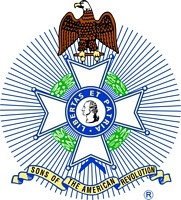 LIBERTAS ET PATRIA
SONS OF THE AMERICAN REVOLUTION
®